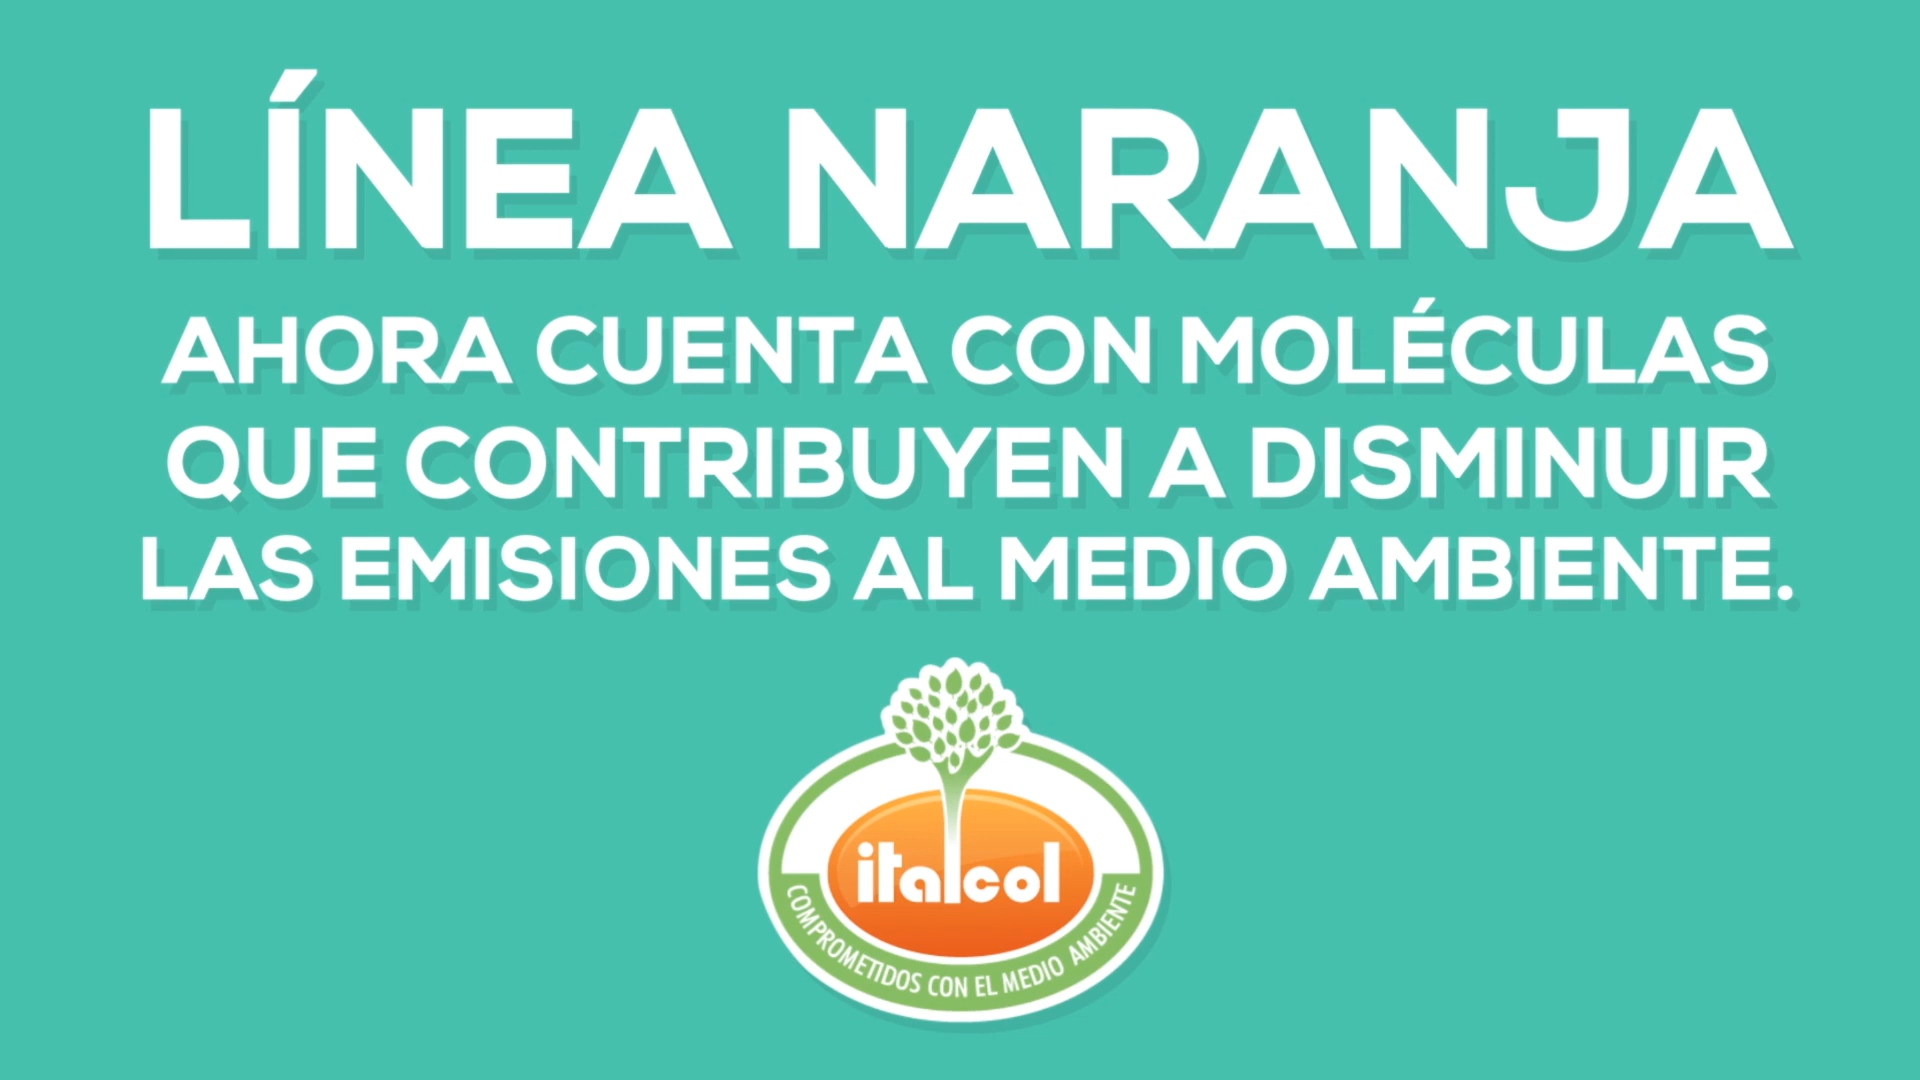 LÍNEA NARANJA
AHORA CUENTA CON MOLÉCULAS
QUE CONTRIBUYEN A DISMINUIR
LAS EMISIONES AL MEDIO AMBIENTE.
italcol
COMPROMETIDOS CON EL MEDIO AMBIENTE